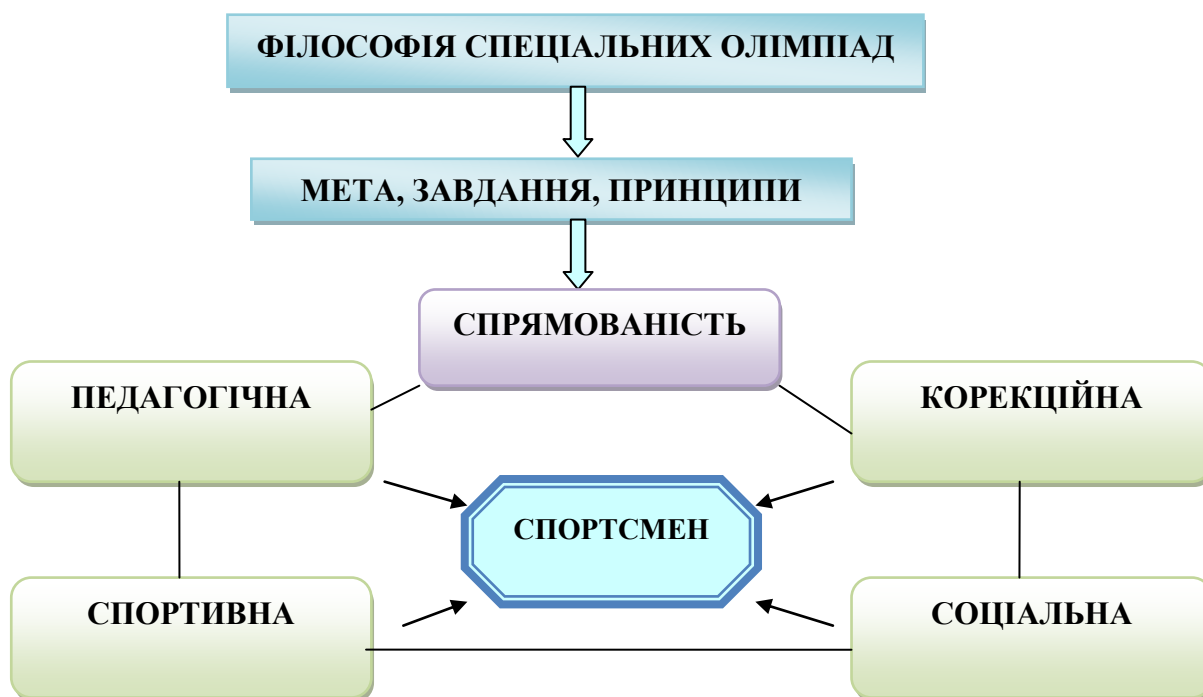 ФІЛОСОФІЯ СПЕЦІАЛЬНИХ ОЛІМПІАД
МЕТА, ЗАВДАННЯ, ПРИНЦИПИ
СПРЯМОВАНІСТЬ
ПЕДАГОГІЧНА
КОРЕКЦІЙНА
СПОРТСМЕН
СПОРТИВНА
СОЦІАЛЬНА